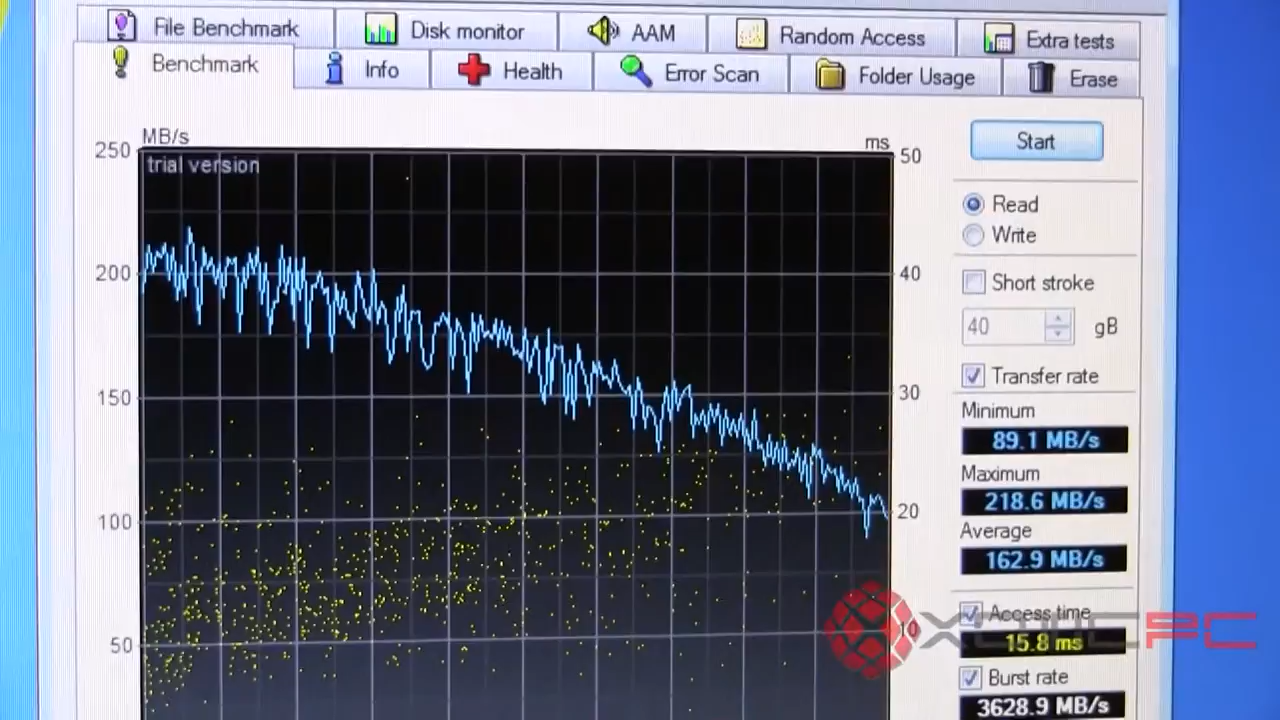 File Benchmark
Disk monitor
AAM
Random Access
Extra tests
Benchmark
Info
Health
Error Scan
Folder Usage
Erase
MB/s
ms
250
200
150
100
50
trial version
50
40
30
20
10
Start
Read
Write
Short stroke
40 gB
Transfer rate
Minimum
89.1 MB/s
Maximum
218.6 MB/s
Average
162.9 MB/s
Access time
15.8 ms
Burst rate
3628.9 MB/s
XOTIC PC